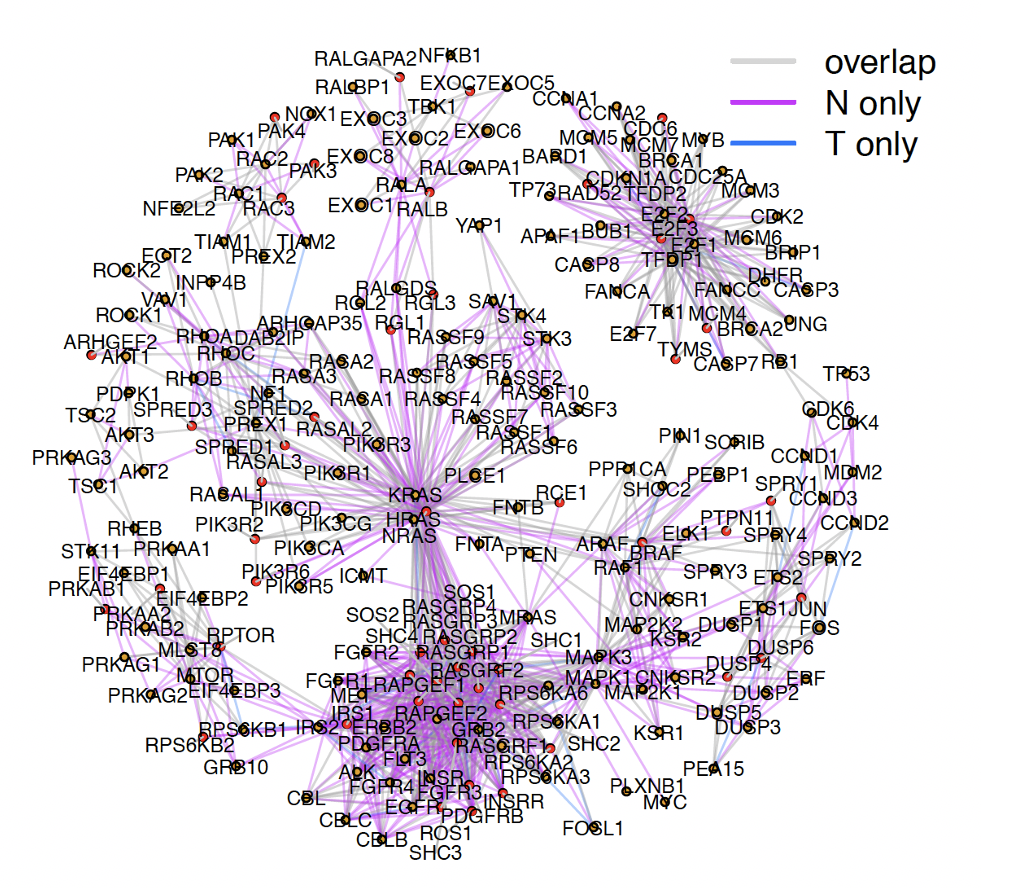 overlap
N only
T only
RALGAPA2 NFKB1
RALBP1 EXOC7 EXOC5
NOX1 EXOC3 TBK1 CCNA1 CCNA2
PAK4 CDC6
PAK1 EXOC2 EXOC6 MCM5 MCM7 MYB
RAC2 EXOC8 BARD1 BRCA1
PAK2 PAK3 RALGAPA1 CDKN1A CDC25A
RAC1 RALA TP73 RAD52 TFDP2 MCM3
NFE2L2 RAC3 EXOC1 RALB E2F2 CDK2
YAP1 APAF1 BUB1 E2F3 MCM6
TIAM1 TIAM2 E2F1 BRIP1
ECT2 PREX2 CASP8 TFDP1
ROCK2 INPP4B DHFR
RALGDS FANCA FANCC CASP3
VAV1 RGL2 RGL3 SAV1
ROCK1 ARHGAP35 RGL1 STK4 TK1 MCM4 UNG
ARHGEF2 RHOA DAB2IP RASSF9 STK3 E2F7 BRCA2
AKT1 RHOC RASA2 RASSF5 TYMS CASP7 RB1
RHOB RASA3 RASSF8 RASSF2 TP53
PDPK1 NF1 RASA1 RASSF4 RASSF10
TSC2 SPRED3 SPRED2 RASSF7 RASSF3 CDK6
PREX1 RASAL2 CDK4
AKT3 SPRED1 PIK3R3 RASSF1 RASSF6 PIN1 SORIB
PRKAG3 RASAL3 CCND1
AKT2 PIK3R1 PLCE1 PPP1CA PEBP1 MDM2
TSC1 RASAL1 KRAS RCE1 SHOC2 SPRY1 CCND3
PIK3CD FNTB
RHEB PIK3R2 PIK3CG HRAS PTPN11 CCND2
NRAS ELK1 SPRY4
STK11 PRKAA1 PIK3CA FNTA PTEN ARAF BRAF
EIF4EBP1 PIK3R6 ICMT RAF1 SPRY3 ETS2 SPRY2
PRKAB1 PIK3R5
EIF4EBP2 SOS1 CNKSR1
PRKAA2 SOS2 RASGRP4 MRAS ETS1 JUN
PRKAB2 RASGRP3 MAP2K2 DUSP1 FOS
RPTOR SHC4 RASGRP2 SHC1 KSR2
MLST8 FGFR2 RASGRP1 MAPK3 DUSP6
PRKAG1 RASGRF2 DUSP4
MTOR FGFR1 RAPGEF1 MAPK1 CNKSR2 ERF
PRKAG2 EIF4EBP3 MET RPS6KA6 MAP2K1 DUSP2
IRS1 RAPGEF2 DUSP5
RPS6KB1 IRS2 ERBB2 GRB2 RPS6KA1 KSR1 DUSP3
RPS6KB2 PDGFRA RASGRF1 SHC2
GRB10 FLT3 RPS6KA2 PEA15
ALK INSR RPS6KA3
FGFR4 FGFR3 PLXNB1
CBL EGFR INSRR MYC
CBLC PDGFRB FOSL1
CBLB ROS1
SHC3